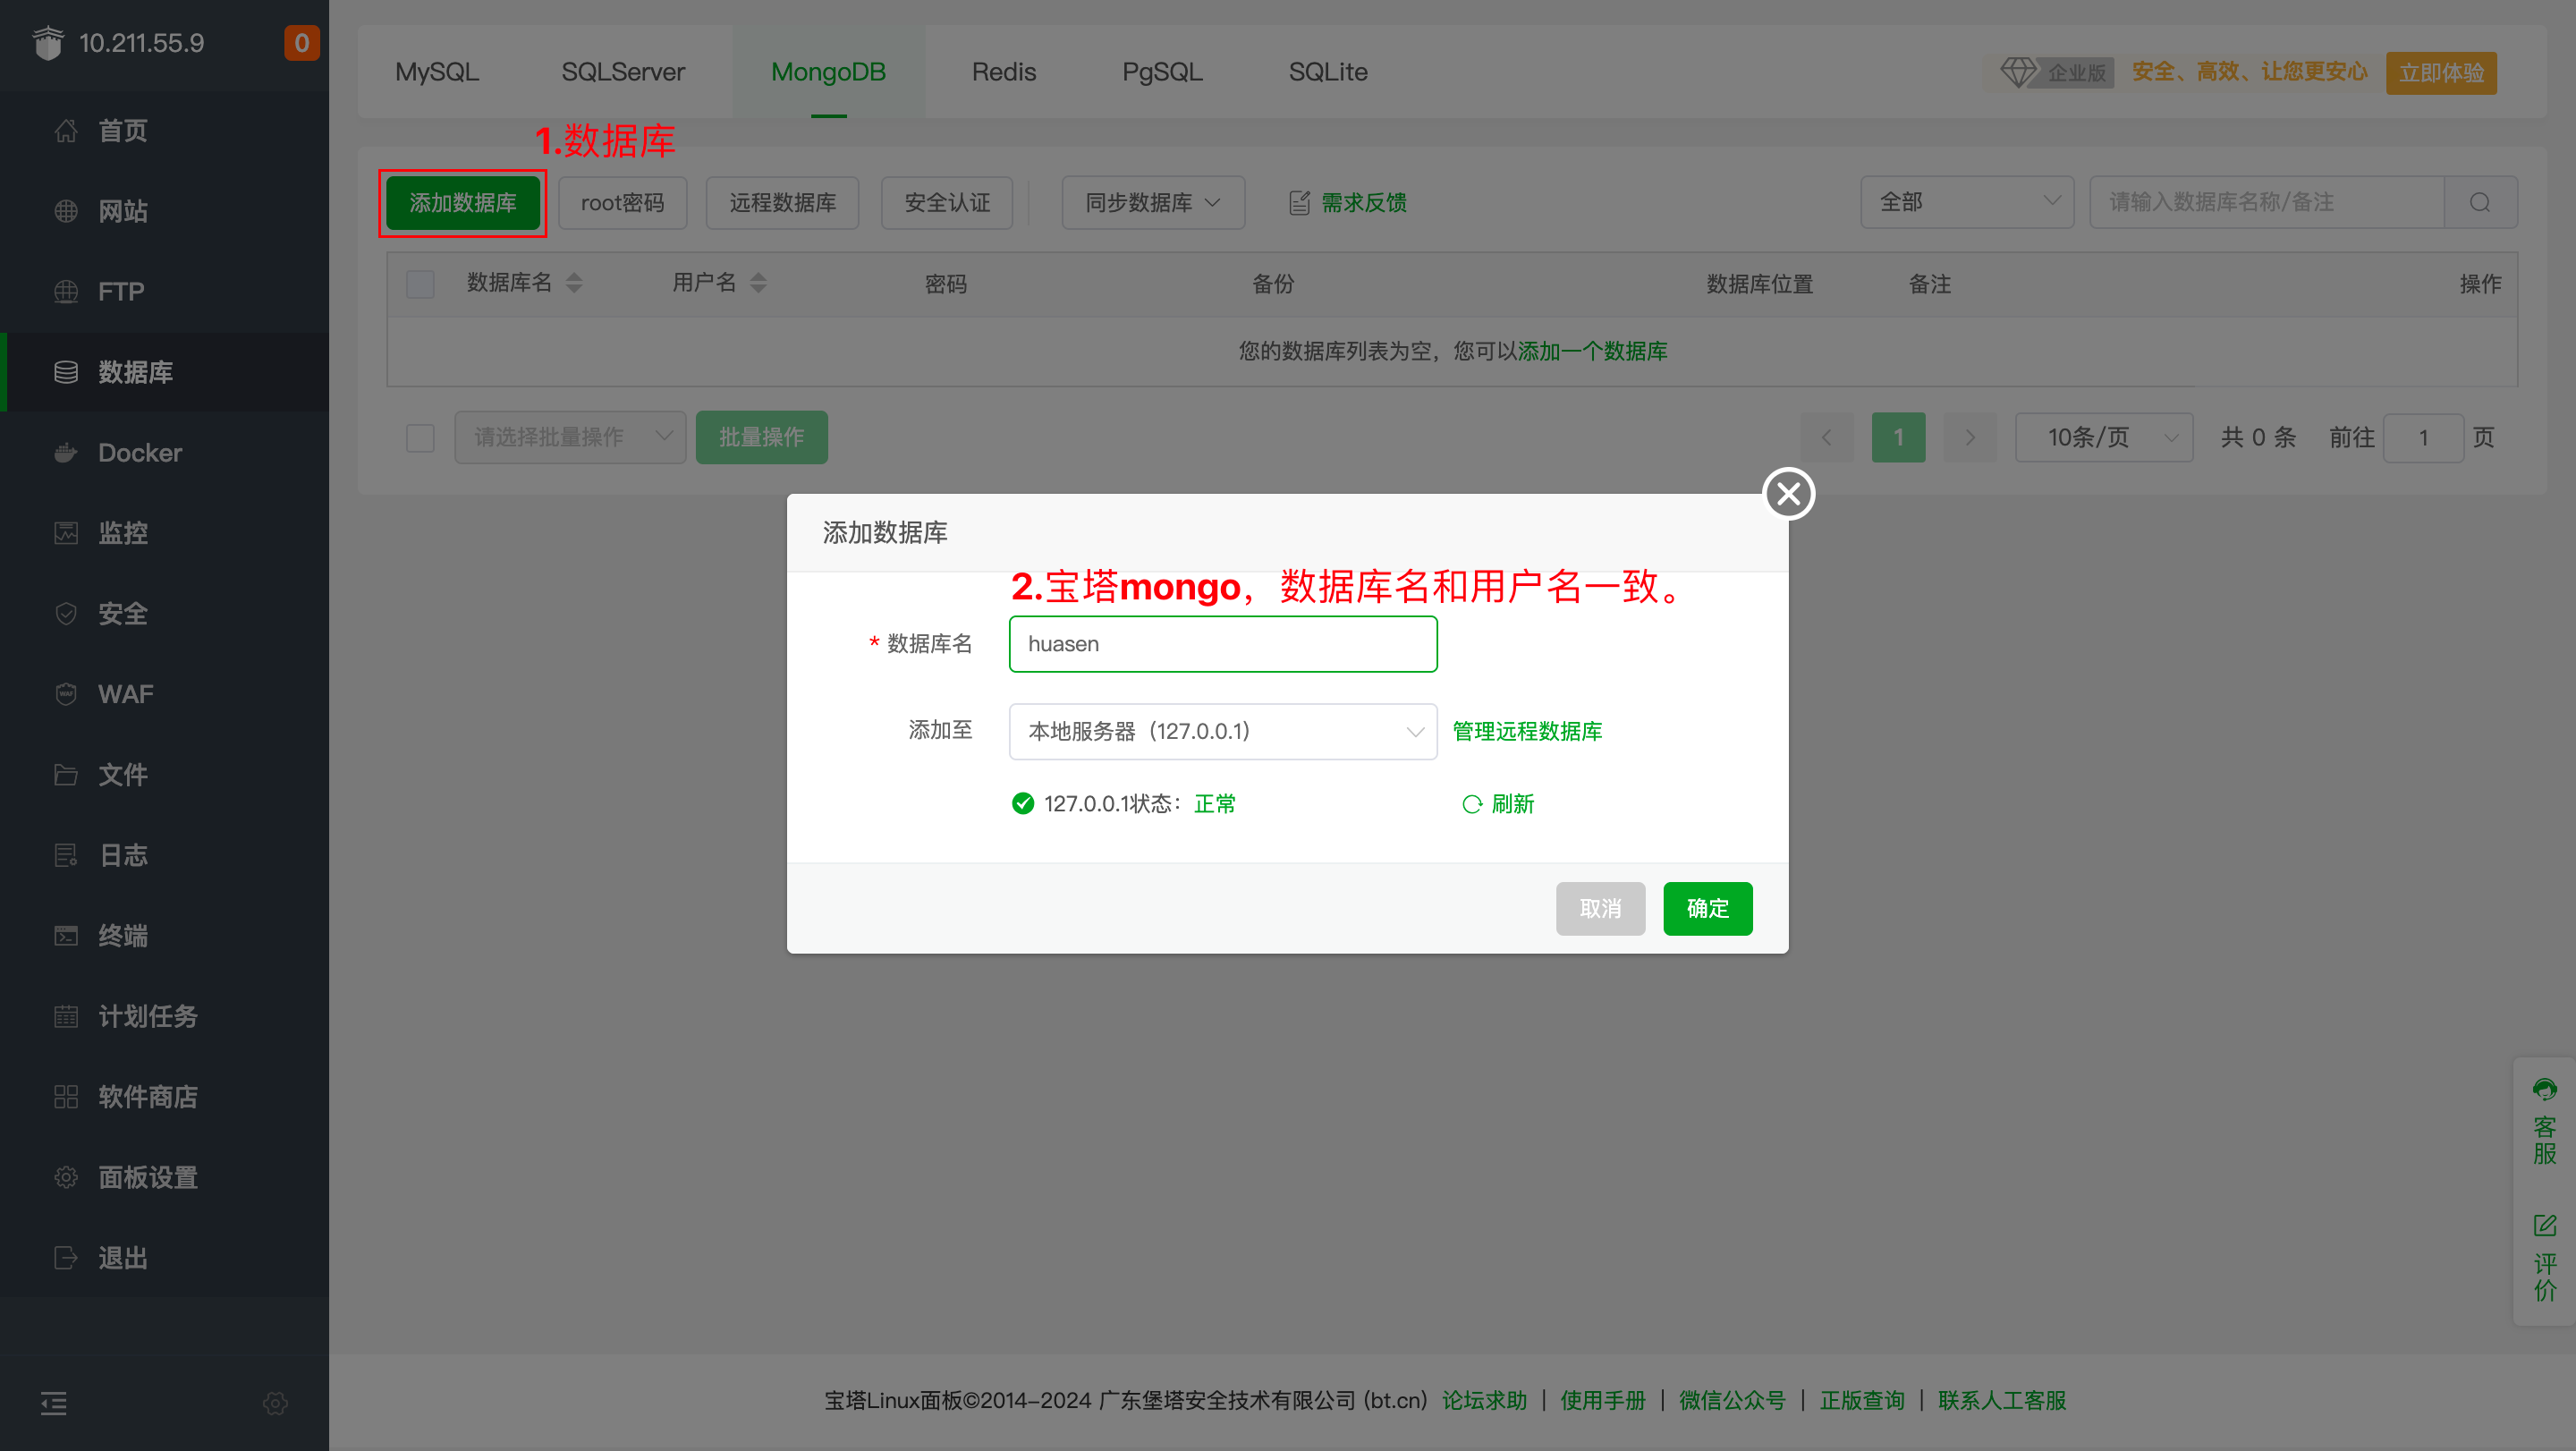 10.211.55.9
0
首页
网站
FTP
数据库
Docker
监控
安全
WAF
文件
日志
终端
计划任务
软件商店
面板设置
退出
MySQL
SQLServer
MongoDB
Redis
PgSQL
SQLite
企业版
安全、高效、让您更安心
立即体验
1.数据库
添加数据库
root密码
远程数据库
安全认证
同步数据库
需求反馈
全部
请输入数据库名称/备注
数据库名
用户名
密码
备份
数据库位置
备注
操作
您的数据库列表为空，您可以添加一个数据库
请选择批量操作
批量操作
1
10条/页
共 0 条
前往
1
页
添加数据库
2.宝塔mongo，数据库名和用户名一致。
* 数据库名
huasen
添加至
本地服务器（127.0.0.1）
管理远程数据库
127.0.0.1状态：正常
刷新
取消
确定
客服
评价
宝塔Linux面板©2014-2024 广东堡塔安全技术有限公司 (bt.cn) 论坛求助 | 使用手册 | 微信公众号 | 正版查询 | 联系人工客服